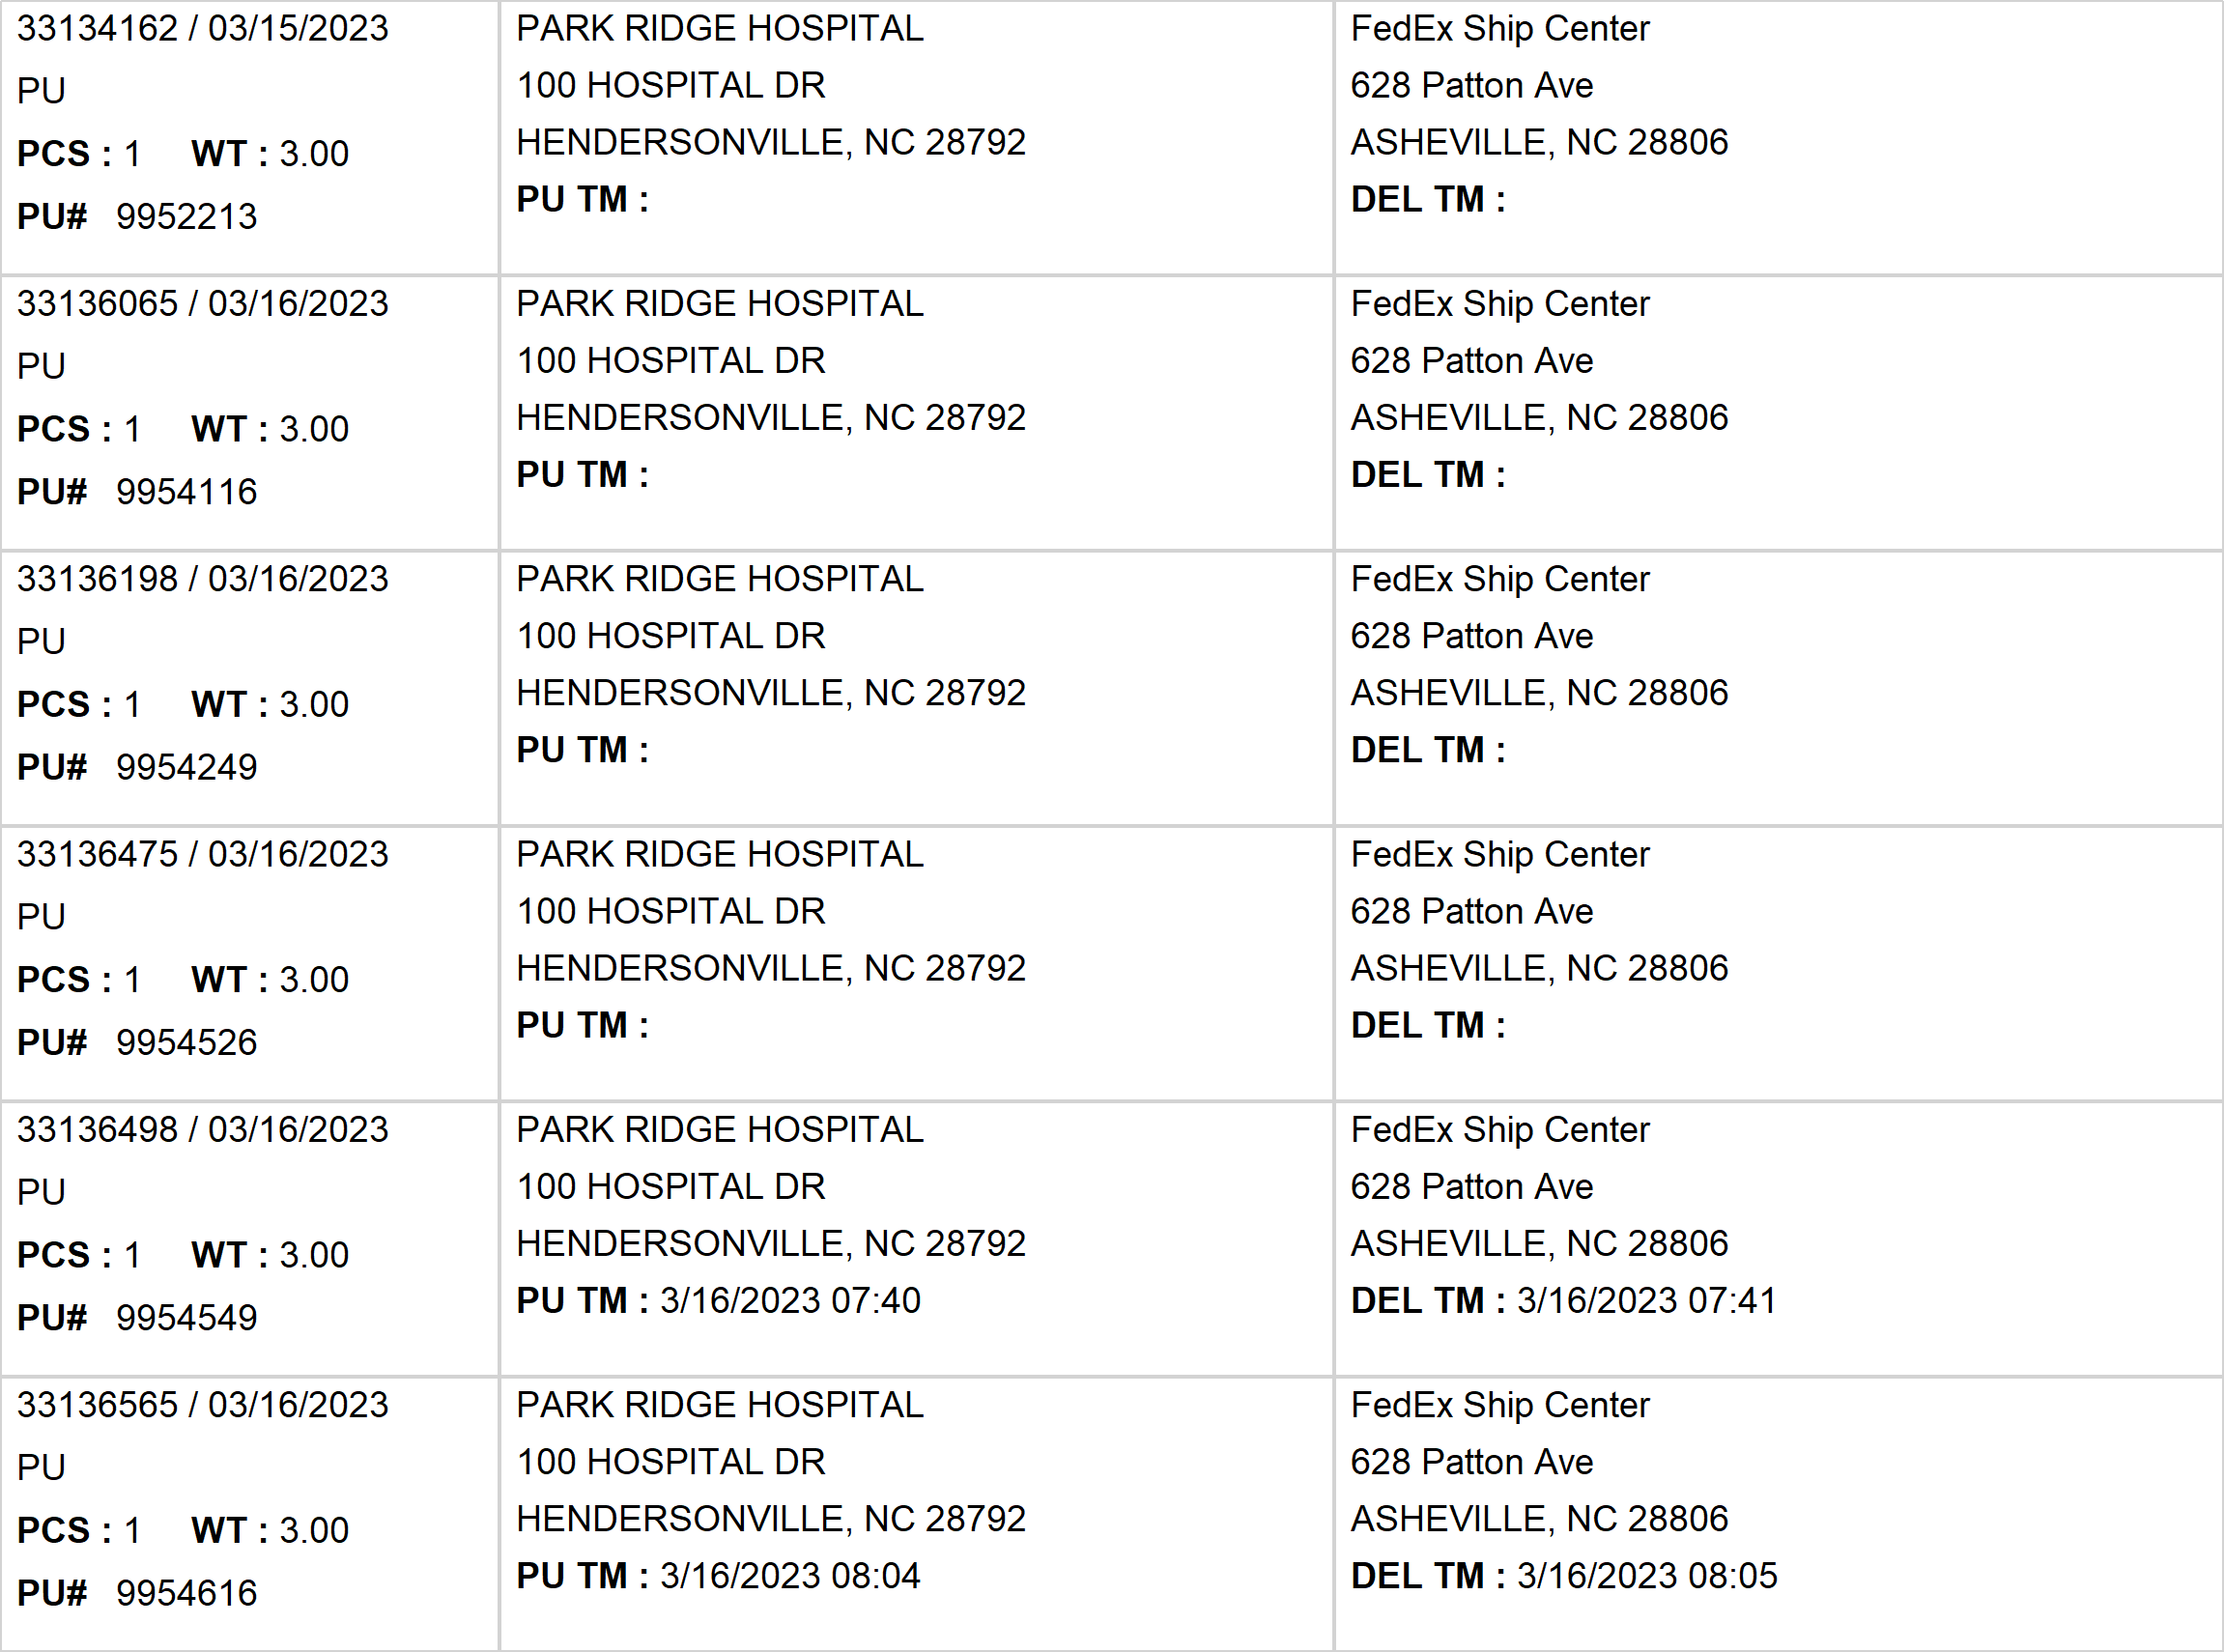 33134162 / 03/15/2023
PU
PCS : 1 WT : 3.00
PU# 9952213
PARK RIDGE HOSPITAL
100 HOSPITAL DR
HENDERSONVILLE, NC 28792
PU TM :
FedEx Ship Center
628 Patton Ave
ASHEVILLE, NC 28806
DEL TM :
33136065 / 03/16/2023
PU
PCS : 1 WT : 3.00
PU# 9954116
PARK RIDGE HOSPITAL
100 HOSPITAL DR
HENDERSONVILLE, NC 28792
PU TM :
FedEx Ship Center
628 Patton Ave
ASHEVILLE, NC 28806
DEL TM :
33136198 / 03/16/2023
PU
PCS : 1 WT : 3.00
PU# 9954249
PARK RIDGE HOSPITAL
100 HOSPITAL DR
HENDERSONVILLE, NC 28792
PU TM :
FedEx Ship Center
628 Patton Ave
ASHEVILLE, NC 28806
DEL TM :
33136475 / 03/16/2023
PU
PCS : 1 WT : 3.00
PU# 9954526
PARK RIDGE HOSPITAL
100 HOSPITAL DR
HENDERSONVILLE, NC 28792
PU TM :
FedEx Ship Center
628 Patton Ave
ASHEVILLE, NC 28806
DEL TM :
33136498 / 03/16/2023
PU
PCS : 1 WT : 3.00
PU# 9954549
PARK RIDGE HOSPITAL
100 HOSPITAL DR
HENDERSONVILLE, NC 28792
PU TM : 3/16/2023 07:40
FedEx Ship Center
628 Patton Ave
ASHEVILLE, NC 28806
DEL TM : 3/16/2023 07:41
33136565 / 03/16/2023
PU
PCS : 1 WT : 3.00
PU# 9954616
PARK RIDGE HOSPITAL
100 HOSPITAL DR
HENDERSONVILLE, NC 28792
PU TM : 3/16/2023 08:04
FedEx Ship Center
628 Patton Ave
ASHEVILLE, NC 28806
DEL TM : 3/16/2023 08:05